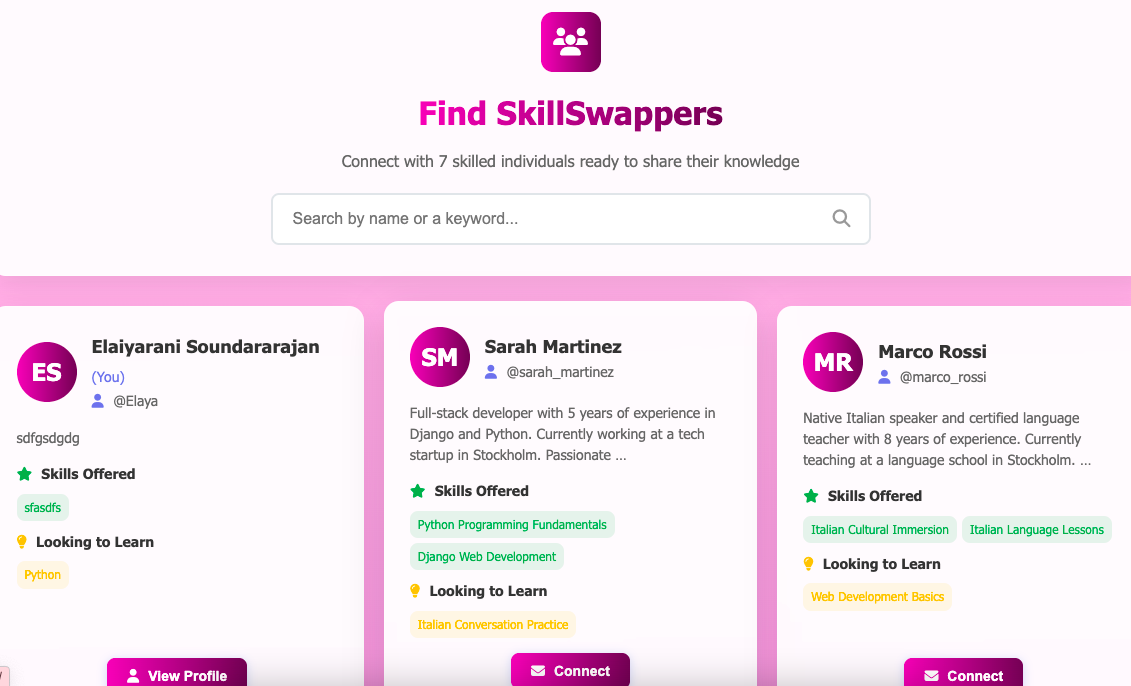 Find SkillSwappers
Connect with 7 skilled individuals ready to share their knowledge
Search by name or a keyword...
ES
Elaiyarani Soundararajan
(You)
@Elaya
sdfgsdgdg
Skills Offered
sfasdfs
Looking to Learn
Python
View Profile
SM
Sarah Martinez
@sarah_martinez
Full-stack developer with 5 years of experience in
Django and Python. Currently working at a tech
startup in Stockholm. Passionate ...
Skills Offered
Python Programming Fundamentals
Django Web Development
Looking to Learn
Italian Conversation Practice
Connect
MR
Marco Rossi
@marco_rossi
Native Italian speaker and certified language
teacher with 8 years of experience. Currently
teaching at a language school in Stockholm. ...
Skills Offered
Italian Cultural Immersion
Italian Language Lessons
Looking to Learn
Web Development Basics
Connect